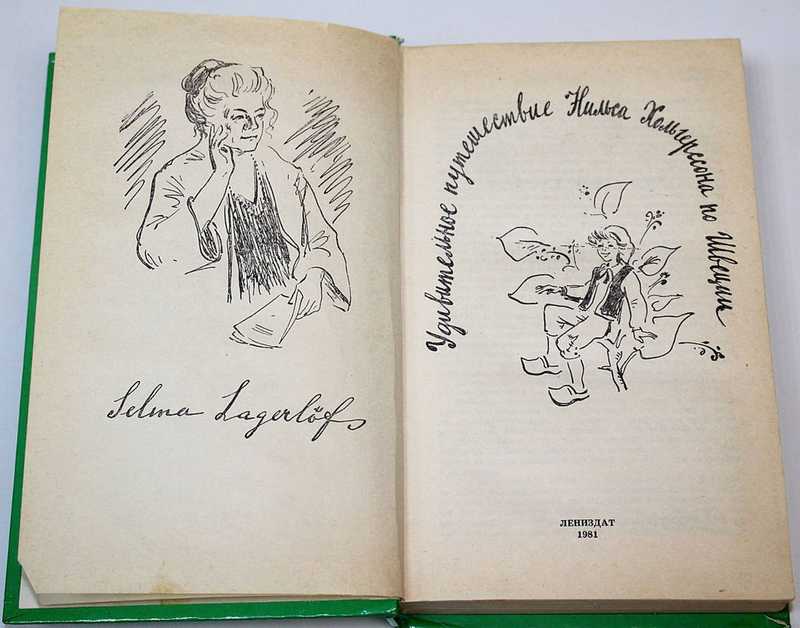 Selma Lagerlöf
Удивительное путешествие Нильса Хольгерссона по Швеции
ЛЕНИЗДАТ
1981